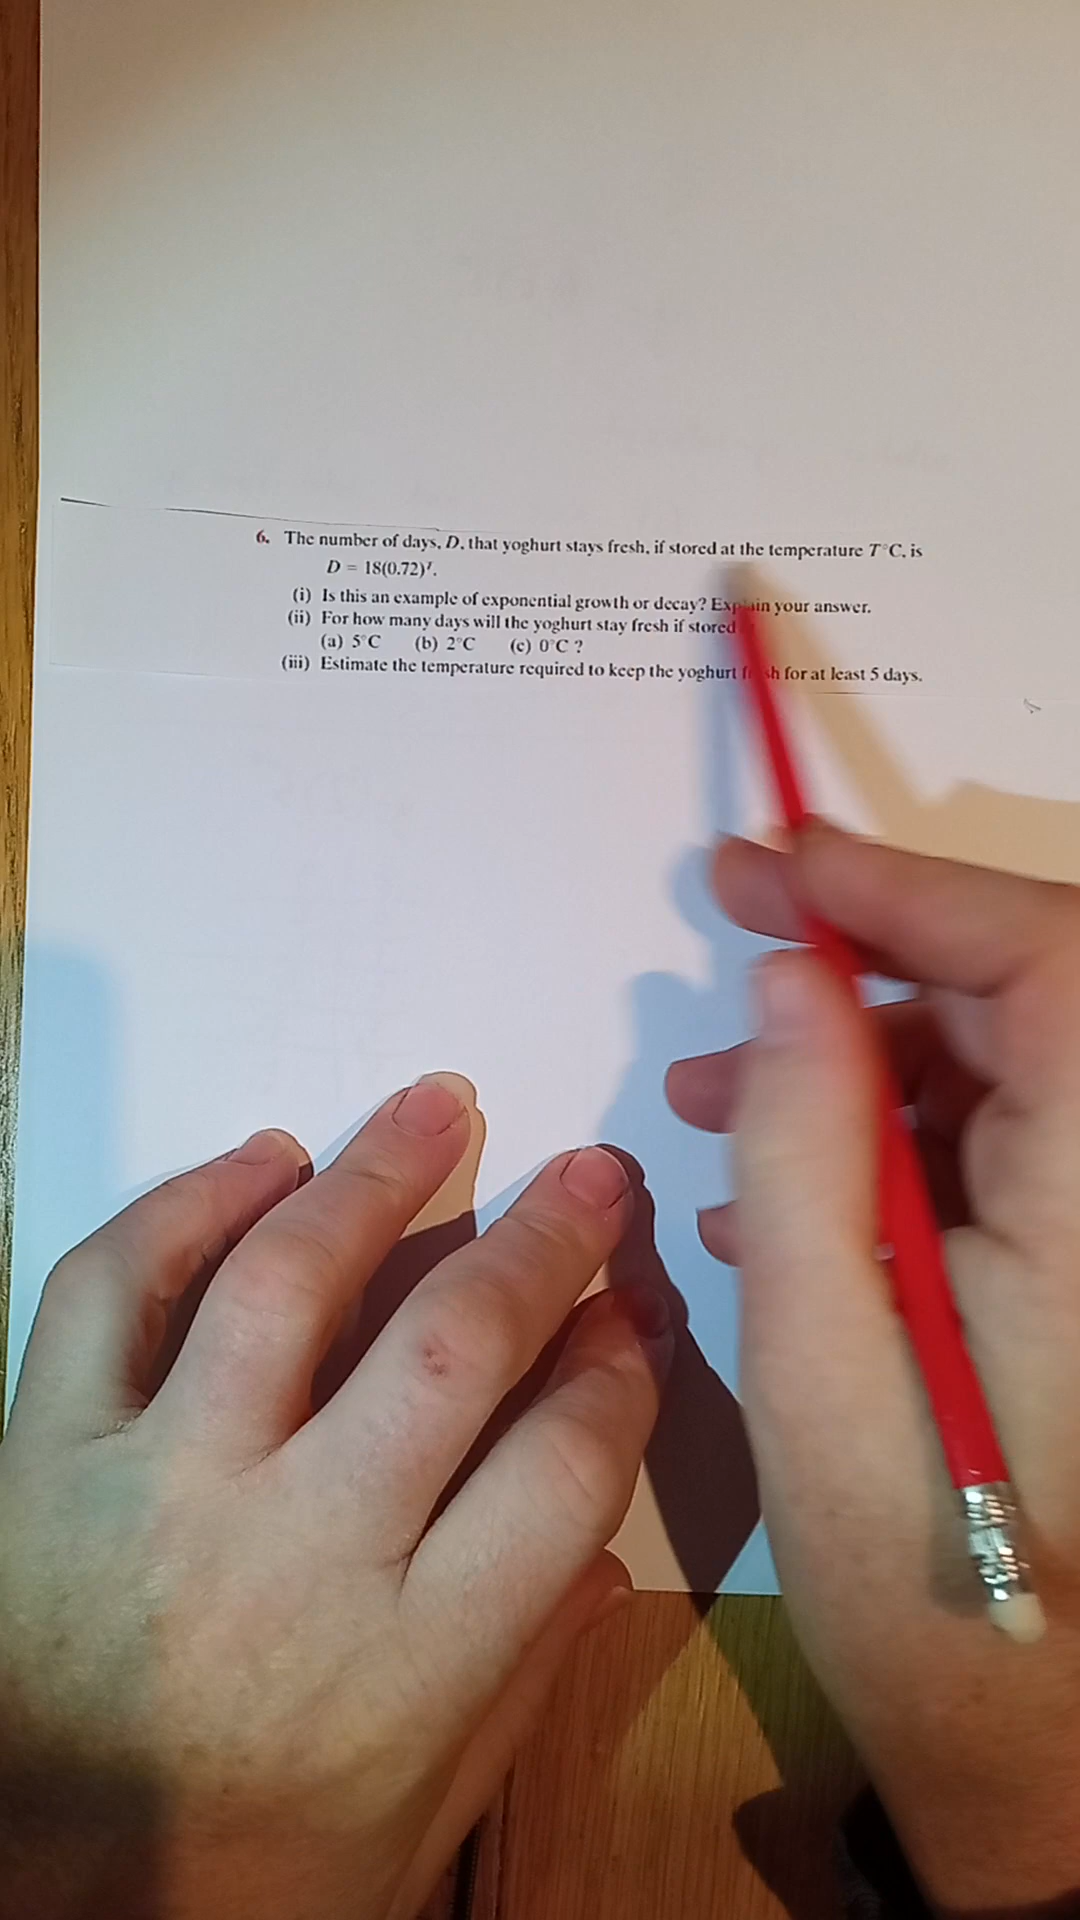 6. The number of days, D, that yoghurt stays fresh, if stored at the temperature T°C, is
D = 18(0.72)ᵀ.
(i) Is this an example of exponential growth or decay? Explain your answer.
(ii) For how many days will the yoghurt stay fresh if stored
(a) 5°C (b) 2°C (c) 0°C ?
(iii) Estimate the temperature required to keep the yoghurt fresh for at least 5 days.